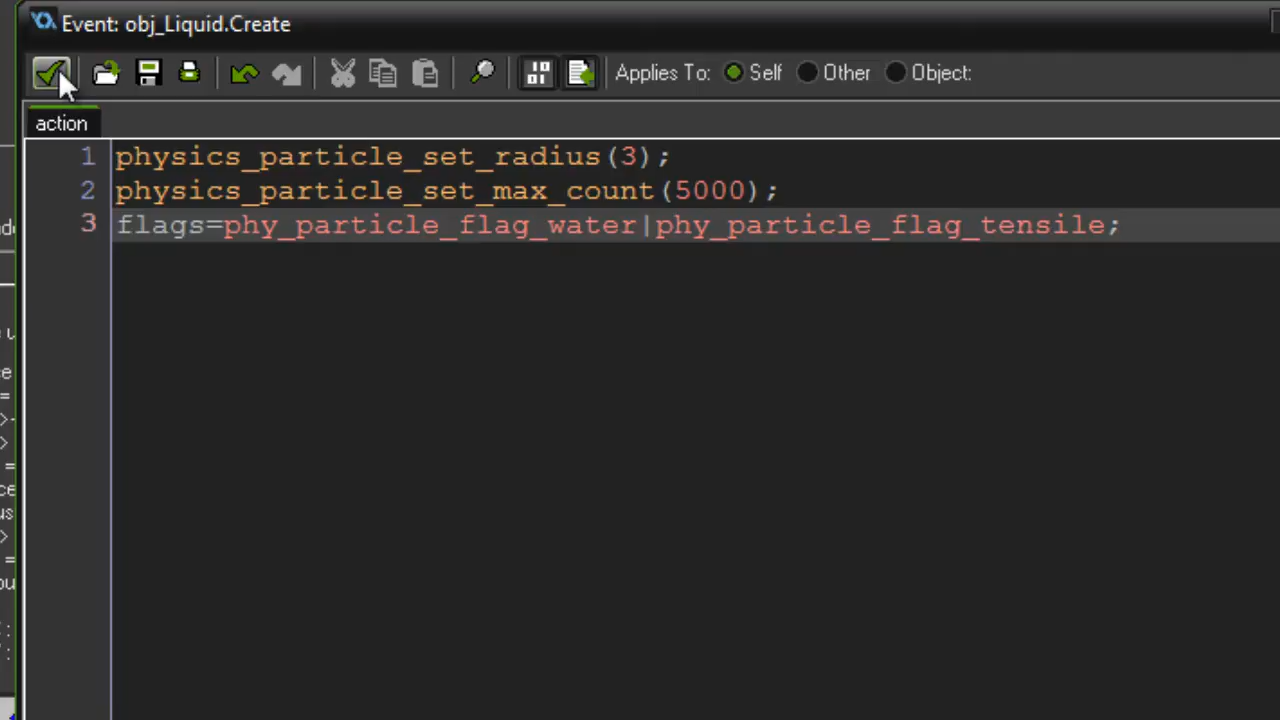 Event: obj_Liquid.Create
Applies To: Self Other Object:
action
1 physics_particle_set_radius(3);
2 physics_particle_set_max_count(5000);
3 flags=phy_particle_flag_water|phy_particle_flag_tensile;